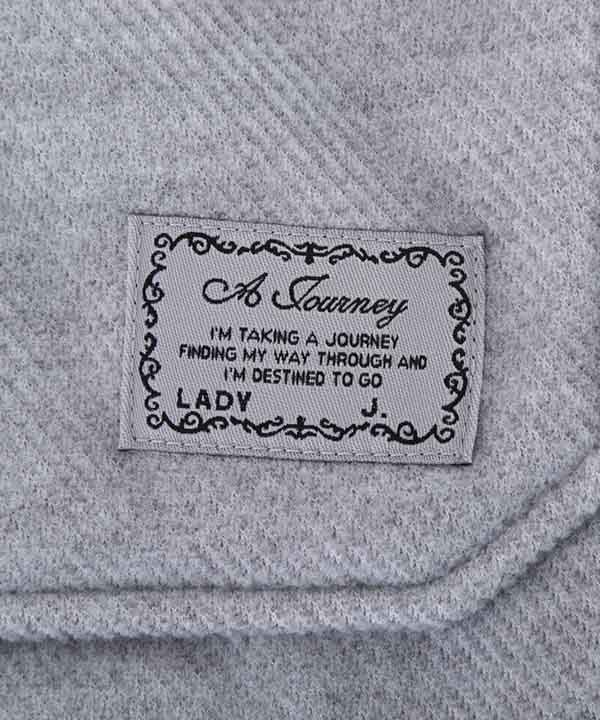 A Journey
I'M TAKING A JOURNEY
FINDING MY WAY THROUGH AND
I'M DESTINED TO GO
LADY J.